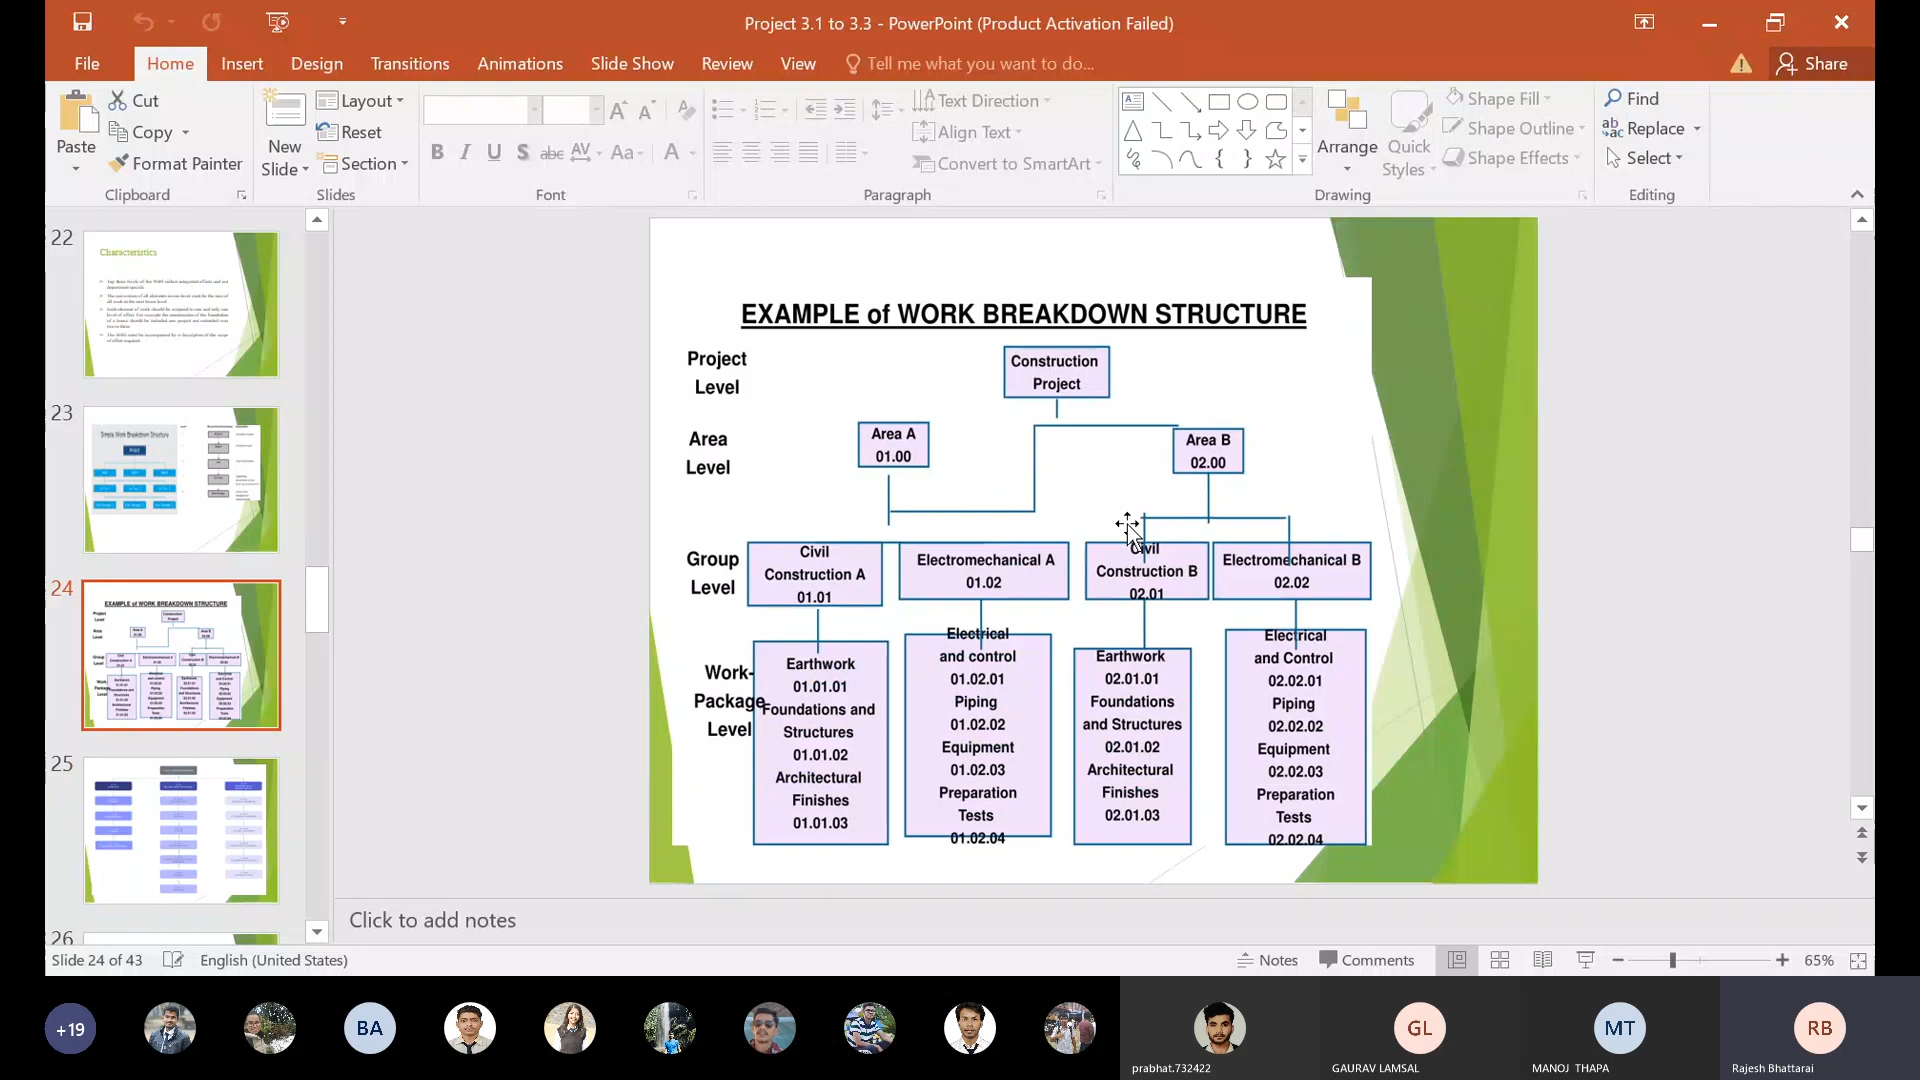 Project 3.1 to 3.3 - PowerPoint (Product Activation Failed)
File Home Insert Design Transitions Animations Slide Show Review View Tell me what you want to do... Share
Paste
Cut
Copy
Format Painter
Clipboard
New
Slide
Layout
Reset
Section
Slides
B I U S abc AV Aa A
Font
Text Direction
Align Text
Convert to SmartArt
Paragraph
Arrange
Quick
Styles
Shape Fill
Shape Outline
Shape Effects
Drawing
Find
Replace
Select
Editing
22
Characteristics
23
Simple Work Breakdown Structure
24
25
26
EXAMPLE of WORK BREAKDOWN STRUCTURE
Project
Level
Construction
Project
Area
Level
Area A
01.00
Area B
02.00
Group
Level
Civil
Construction A
01.01
Electromechanical A
01.02
Civil
Construction B
02.01
Electromechanical B
02.02
Work-
Package
Level
Earthwork
01.01.01
Foundations and
Structures
01.01.02
Architectural
Finishes
01.01.03
Electrical
and control
01.02.01
Piping
01.02.02
Equipment
01.02.03
Preparation
Tests
01.02.04
Earthwork
02.01.01
Foundations
and Structures
02.01.02
Architectural
Finishes
02.01.03
Electrical
and Control
02.02.01
Piping
02.02.02
Equipment
02.02.03
Preparation
Tests
02.02.04
Click to add notes
Slide 24 of 43 English (United States) Notes Comments 65%
+19 BA GL MT RB
prabhat.732422 GAURAV LAMSAL MANOJ THAPA Rajesh Bhattarai